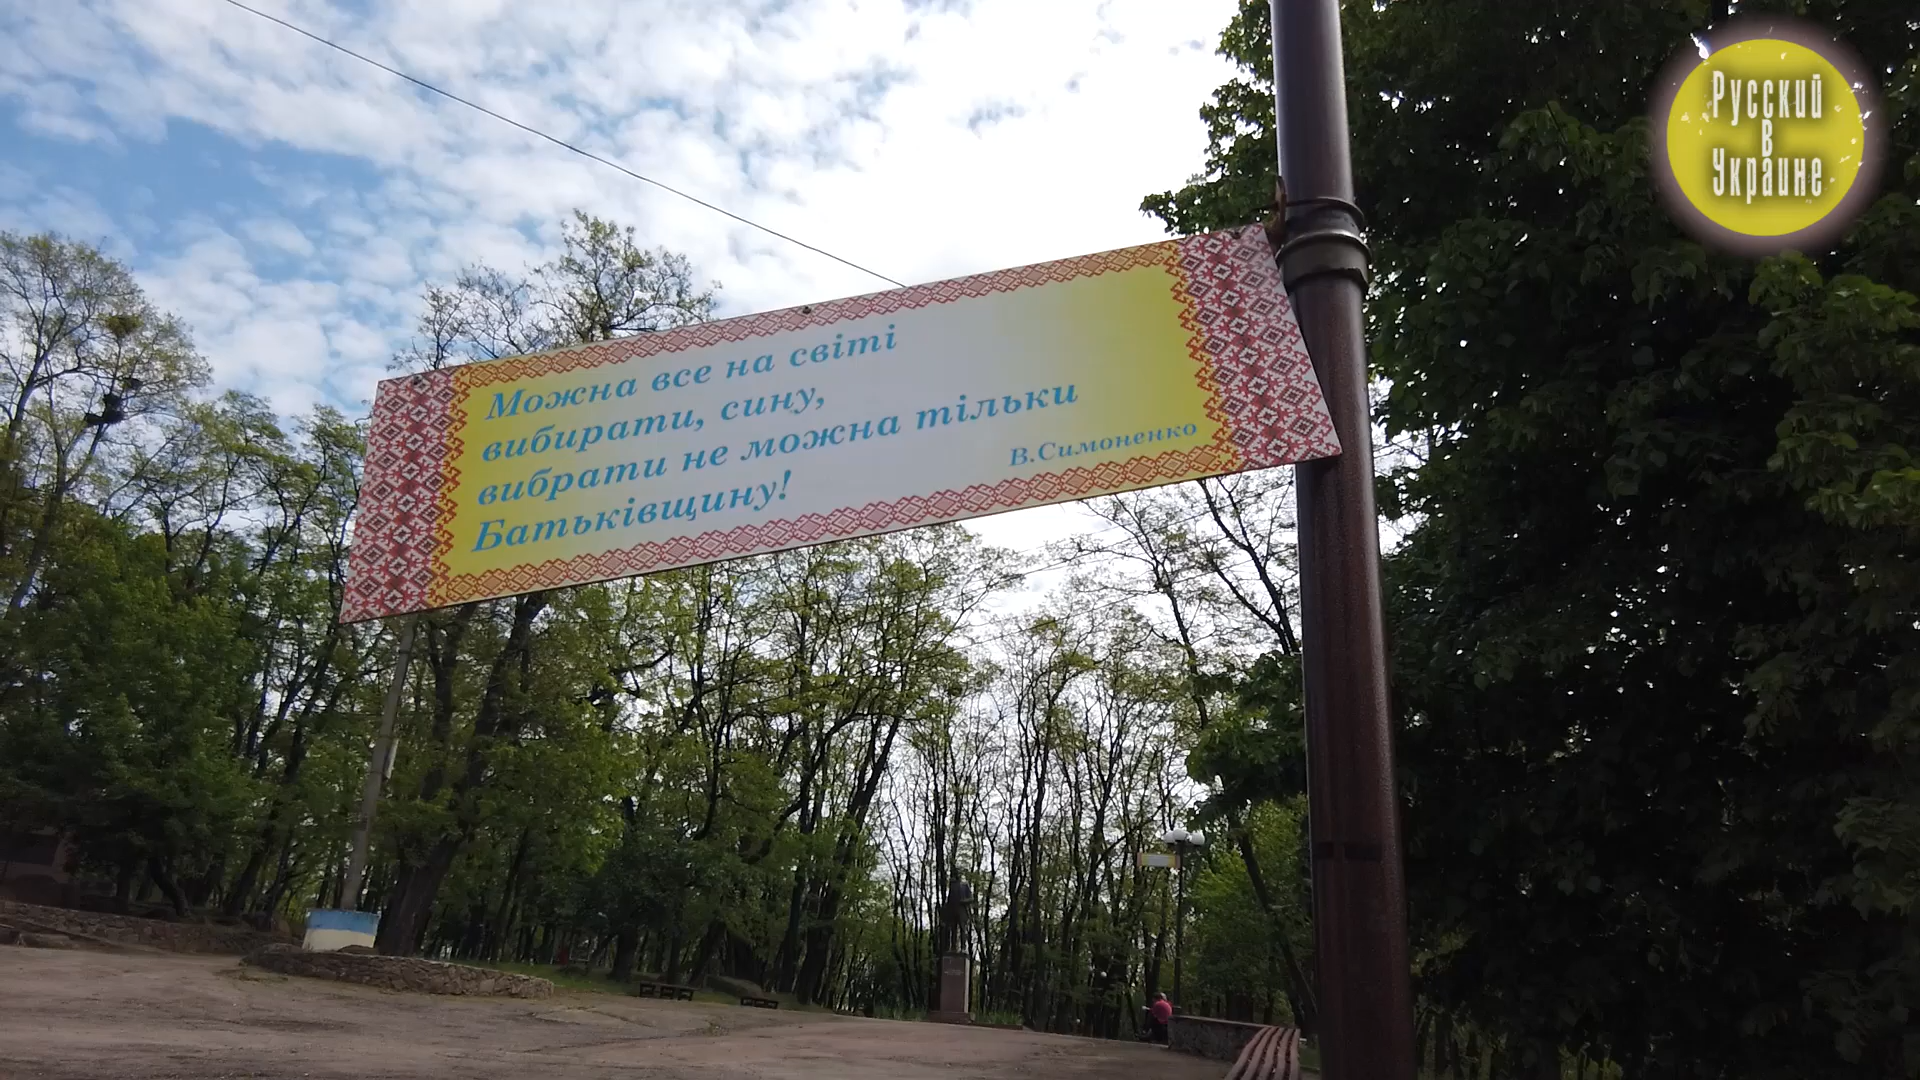 Можна все на світі
вибирати, сину,
вибрати не можна тільки
Батьківщину!
В.Симоненко
Русский
в
Украине